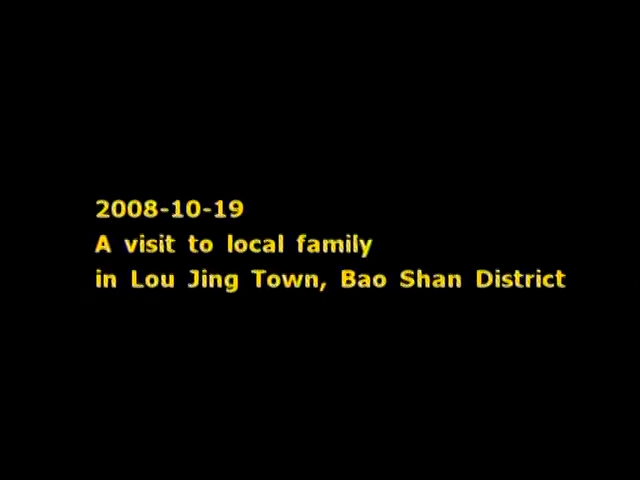 2008-10-19
A visit to local family
in Lou Jing Town, Bao Shan District